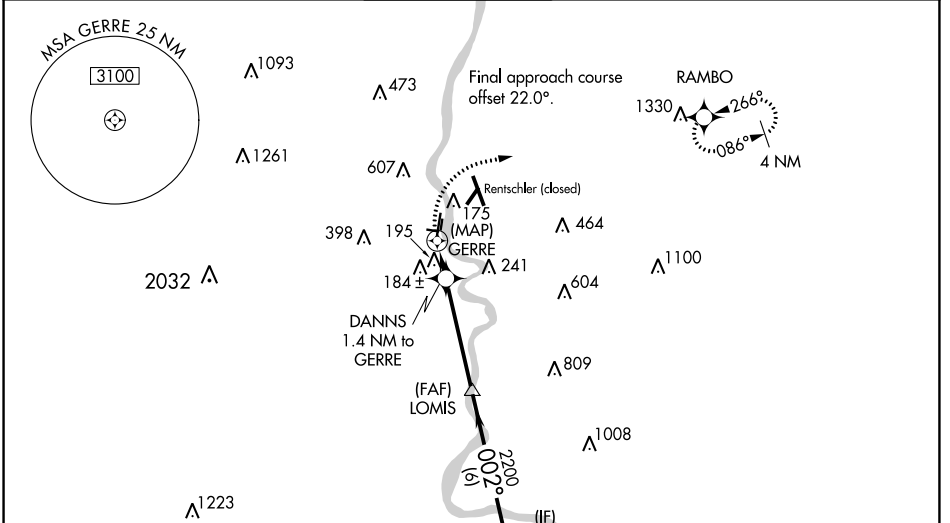 MSA GERRE 25 NM
3100
1093
473
Final approach course
offset 22.0°.
RAMBO
1330
266°
086°
4 NM
1261
607
Rentschler (closed)
175
(MAP)
GERRE
398
195
464
2032
184 ±
241
1100
604
DANNS
1.4 NM to
GERRE
809
(FAF)
LOMIS
1008
2200
002°
(6)
1223
(IF)